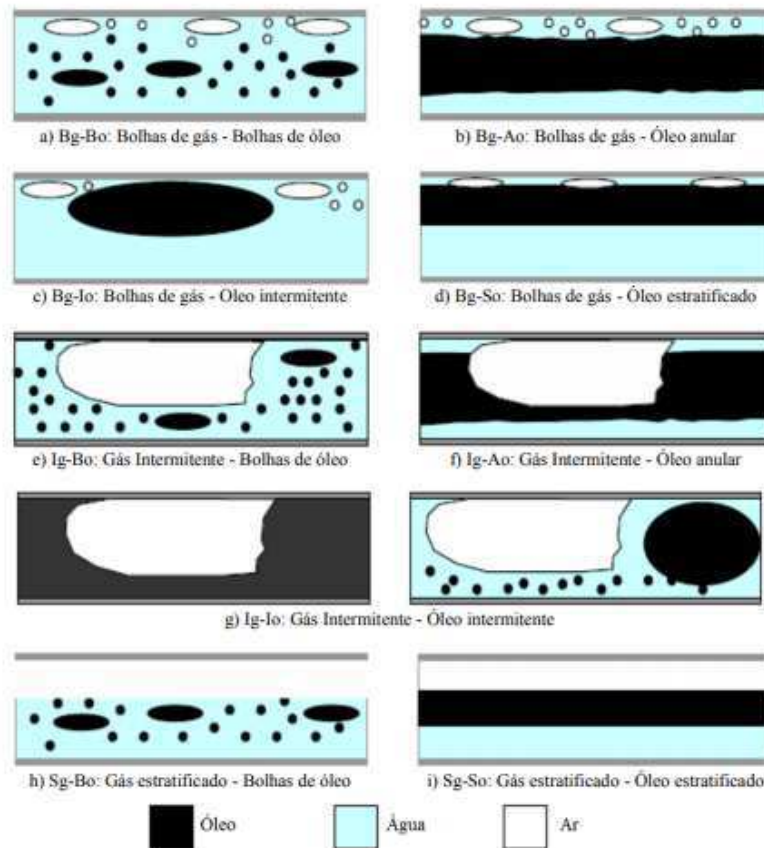 a) Bg-Bo: Bolhas de gás - Bolhas de óleo
b) Bg-Ao: Bolhas de gás - Óleo anular
c) Bg-Io: Bolhas de gás - Oleo intermitente
d) Bg-So: Bolhas de gás - Óleo estratificado
e) Ig-Bo: Gás Intermitente - Bolhas de óleo
f) Ig-Ao: Gás Intermitente - Óleo anular
g) Ig-Io: Gás Intermitente - Óleo intermitente
h) Sg-Bo: Gás estratificado - Bolhas de óleo
i) Sg-So: Gás estratificado - Óleo estratificado
Óleo
Água
Ar